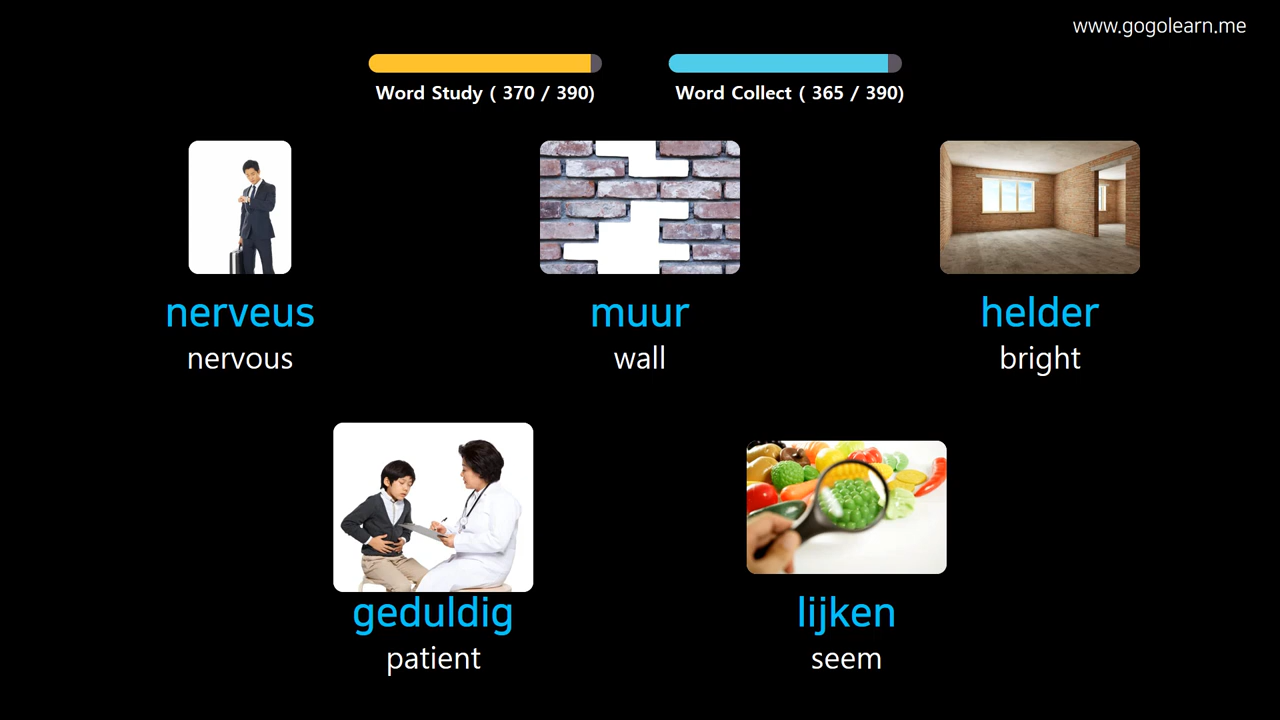 www.gogolearn.me
Word Study ( 370 / 390)
Word Collect ( 365 / 390)
nerveus
nervous
muur
wall
helder
bright
geduldig
patient
lijken
seem